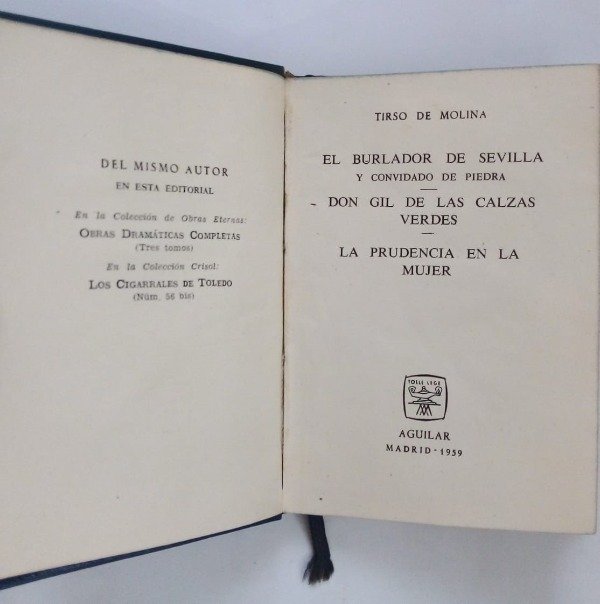 DEL MISMO AUTOR
EN ESTA EDITORIAL
En la Colección de Obras Eternas:
OBRAS DRAMÁTICAS COMPLETAS
(Tres tomos)
En la Colección Crisol:
LOS CIGARRALES DE TOLEDO
(Núm. 56 bis)
TIRSO DE MOLINA
EL BURLADOR DE SEVILLA
Y CONVIDADO DE PIEDRA
DON GIL DE LAS CALZAS
VERDES
LA PRUDENCIA EN LA
MUJER
TOLLE LEGE
AGUILAR
MADRID - 1959